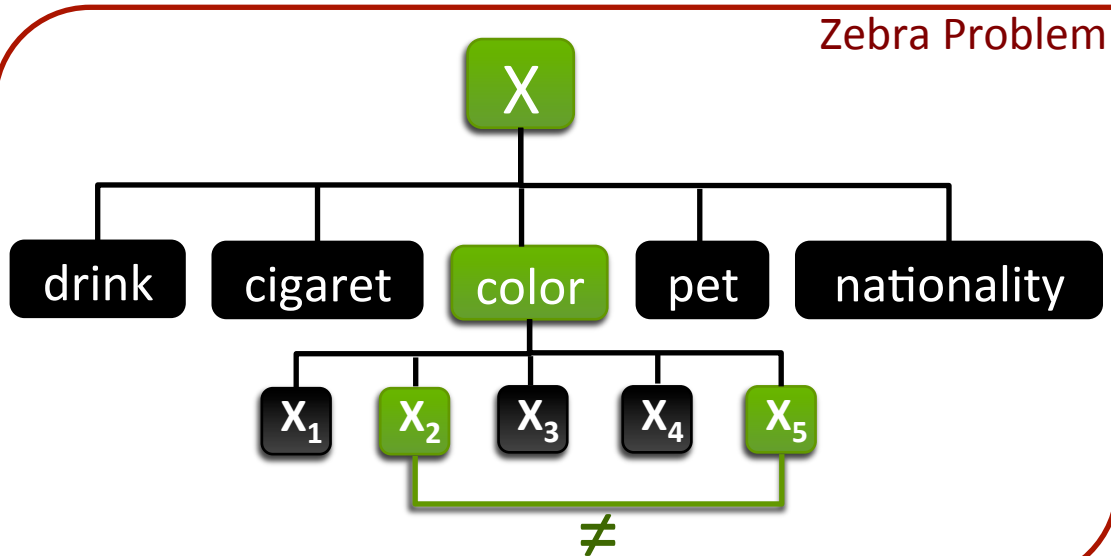 Zebra Problem
X
drink cigaret color pet nationality
X₁ X₂ X₃ X₄ X₅
≠